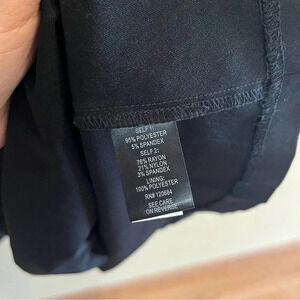 SELF 1:
95% POLYESTER
5% SPANDEX
SELF 2:
76% RAYON
21% NYLON
3% SPANDEX
LINING:
100% POLYESTER
RN# 120684
SEE CARE
ON REVERSE